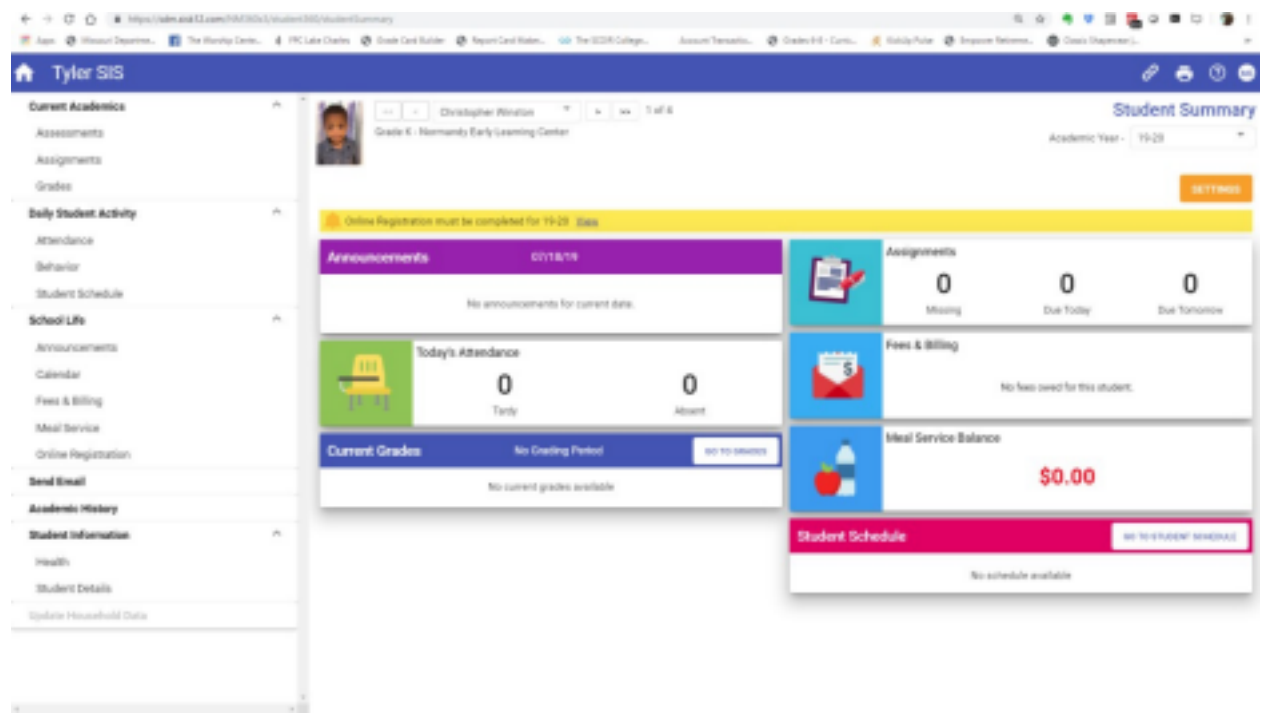 Tyler SIS
Current Academics
Assessments
Assignments
Grades
Daily Student Activity
Attendance
Behavior
Student Schedule
School Life
Announcements
Calendar
Fees & Billing
Meal Service
Online Registration
Send Email
Academic History
Student Information
Health
Student Details
Update Household Data
Christopher Winston
1 of 4
Grade K - Normandy Early Learning Center
Student Summary
Academic Year - 19-20
SETTINGS
Online Registration must be completed for 19-20 View
Announcements 07/18/19
No announcements for current date.
Today's Attendance
0 0
Tardy Absent
Current Grades No Grading Period GO TO GRADES
No current grades available
Assignments
0 0 0
Missing Due Today Due Tomorrow
Fees & Billing
No fees owed for this student.
Meal Service Balance
$0.00
Student Schedule GO TO STUDENT SCHEDULE
No schedule available